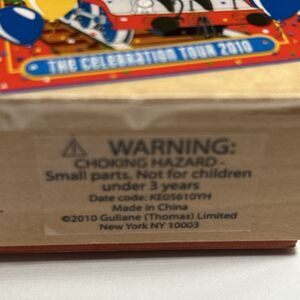 THE CELEBRATION TOUR 2010
WARNING:
CHOKING HAZARD -
Small parts. Not for children
under 3 years
Date code: KE05610YH
Made in China
©2010 Gullane (Thomas) Limited
New York NY 10003